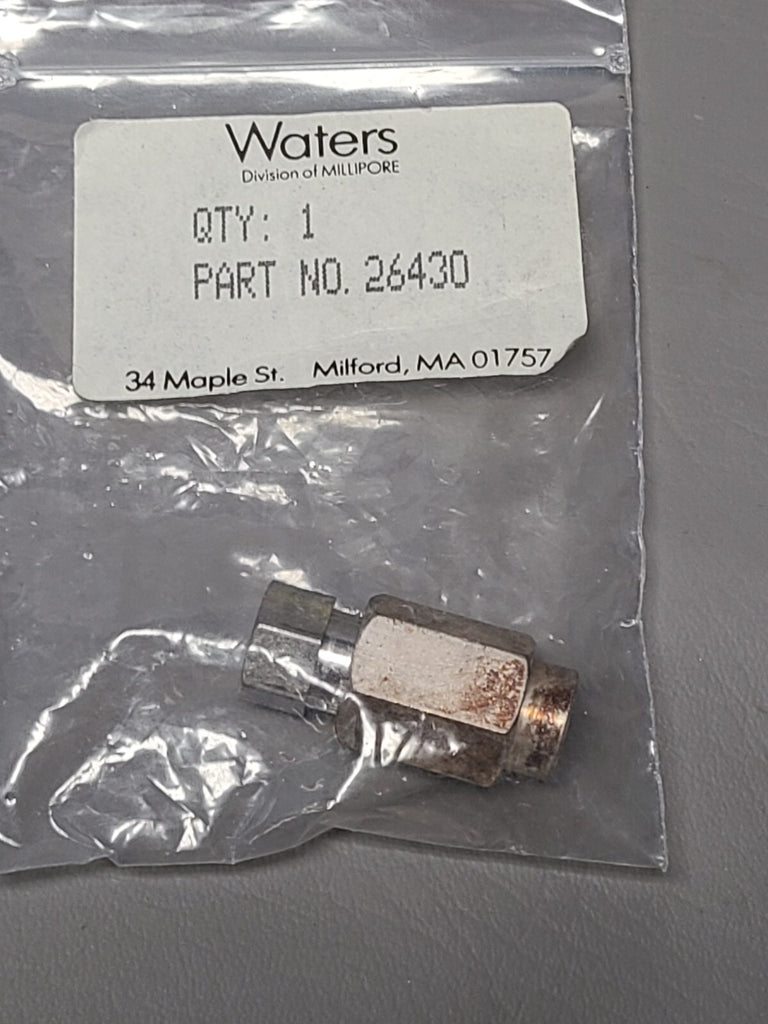 Waters
Division of MILLIPORE
QTY: 1
PART NO. 26430
34 Maple St. Milford, MA 01757